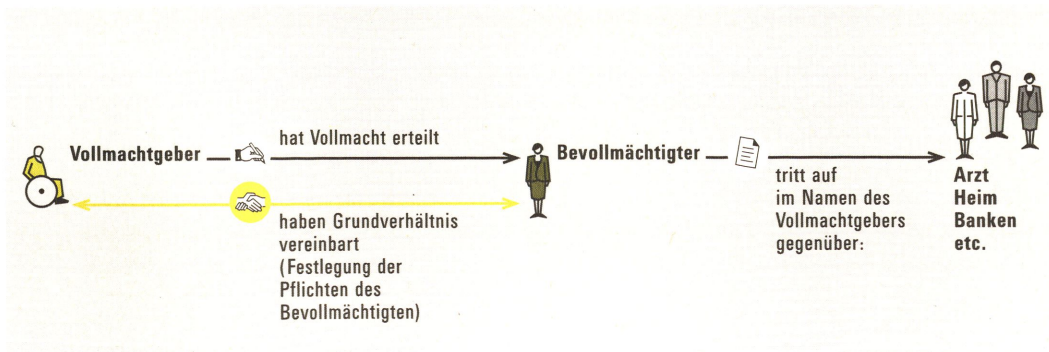 Vollmachtgeber
hat Vollmacht erteilt
haben Grundverhältnis
vereinbart
(Festlegung der
Pflichten des
Bevollmächtigten)
Bevollmächtigter
tritt auf
im Namen des
Vollmachtgebers
gegenüber:
Arzt
Heim
Banken
etc.